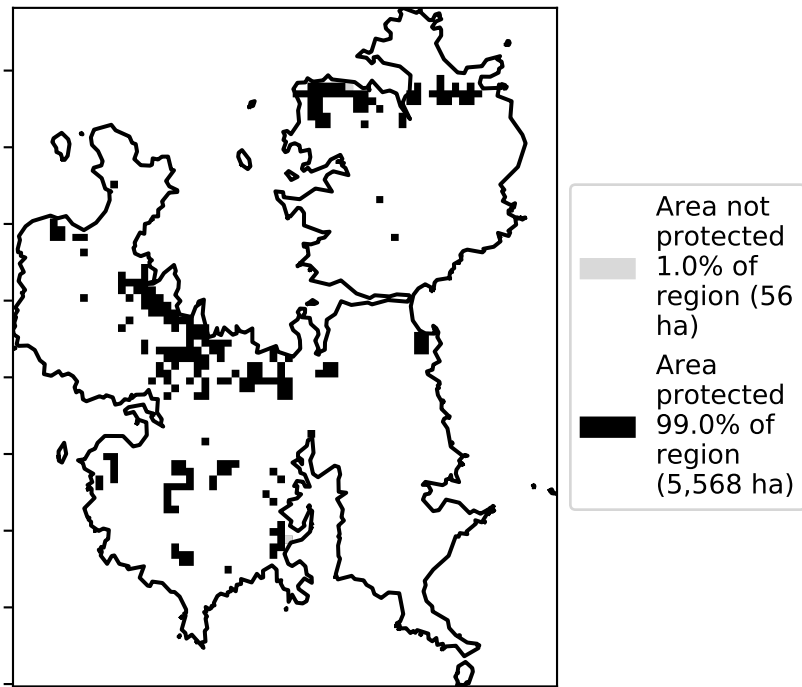 Area not
protected
1.0% of
region (56
ha)
Area
protected
99.0% of
region
(5,568 ha)